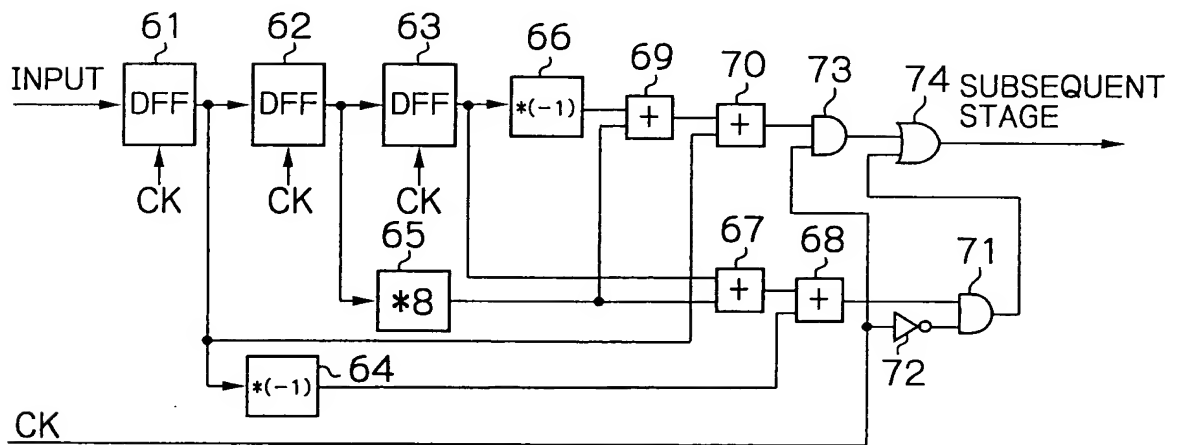 61
62
63
66
69
70
73
74
INPUT
DFF
DFF
DFF
*(-1)
+
+
SUBSEQUENT
STAGE
CK
CK
CK
65
*8
67
+
68
+
71
72
64
*(-1)
CK